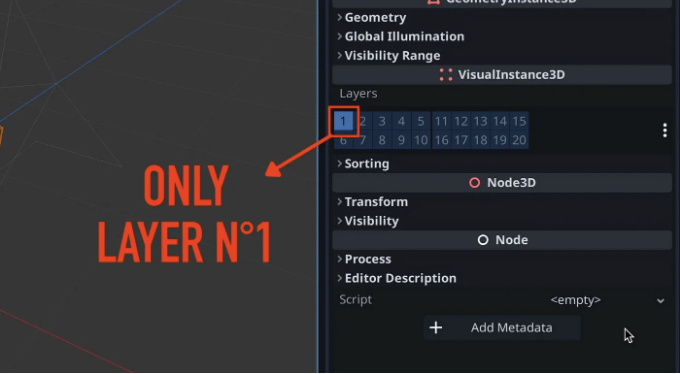 GeometryInstance3D
Geometry
Global Illumination
Visibility Range
VisualInstance3D
Layers
1 2 3 4 5 11 12 13 14 15
6 7 8 9 10 16 17 18 19 20
ONLY
LAYER N°1
Sorting
Node3D
Transform
Visibility
Node
Process
Editor Description
Script <empty>
Add Metadata